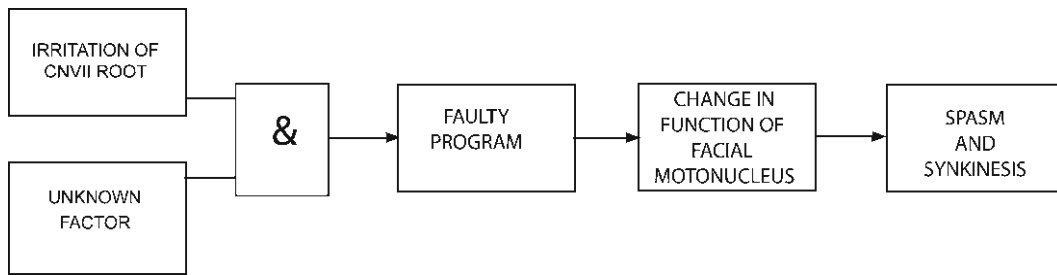 IRRITATION OF
CNVII ROOT
UNKNOWN
FACTOR
&
FAULTY
PROGRAM
CHANGE IN
FUNCTION OF
FACIAL
MOTONUCLEUS
SPASM
AND
SYNKINESIS